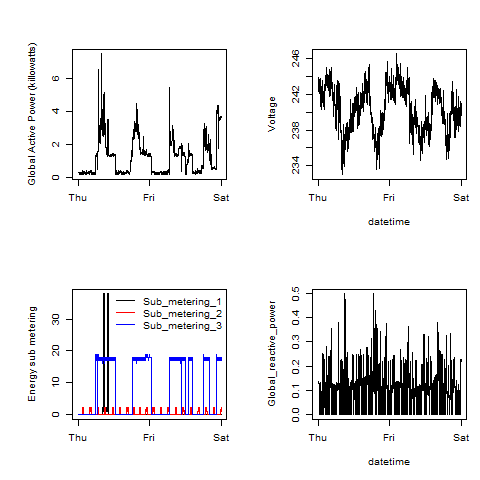 Global Active Power (killowatts)
0 2 4 6
Thu Fri Sat
Voltage
234 238 242 246
Thu Fri Sat
datetime
Energy sub metering
0 10 20 30
Sub_metering_1
Sub_metering_2
Sub_metering_3
Thu Fri Sat
Global_reactive_power
0.0 0.1 0.2 0.3 0.4 0.5
Thu Fri Sat
datetime